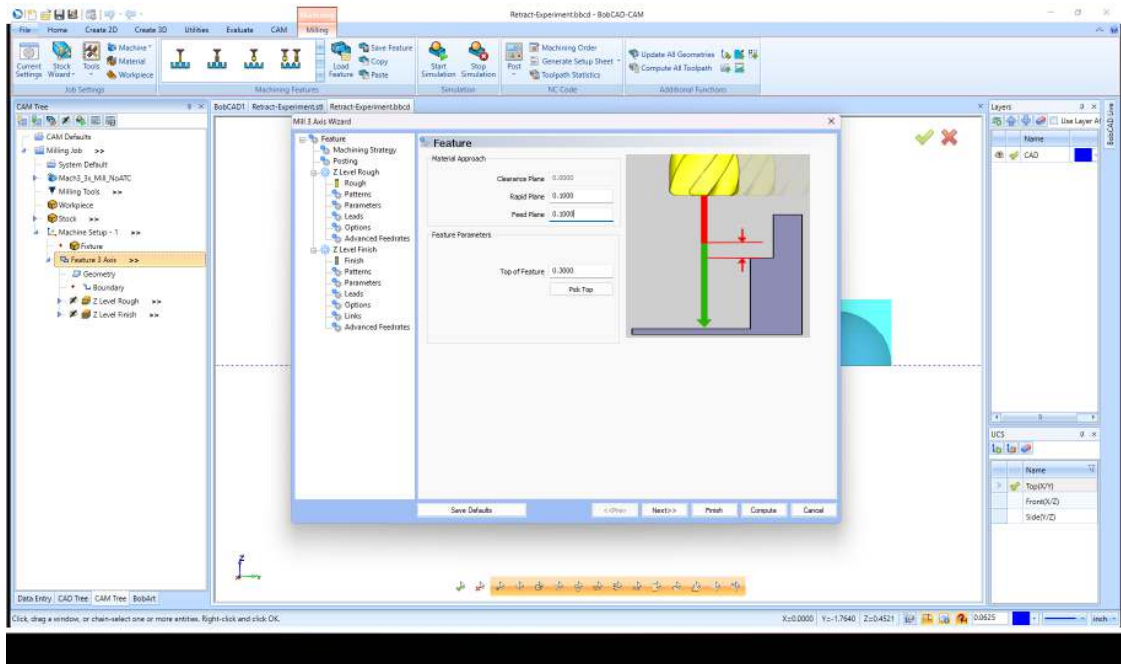 Retract-Experiment.bbcd - BobCAD-CAM
Machining
File Home Create 2D Create 3D Utilities Evaluate CAM Milling
Current Settings
Stock Wizard
Tools
Machine
Material
Workpiece
Load Feature
Save Feature
Copy
Paste
Start Simulation
Stop Simulation
Post
Machining Order
Generate Setup Sheet
Toolpath Statistics
Update All Geometries
Compute All Toolpath
Job Settings
Machining Features
Simulation
NC Code
Additional Functions
CAM Tree
BobCAD1 Retract-Experiment.stl Retract-Experiment.bbcd
CAM Defaults
Milling Job >>
System Default
Mach3_3x_Mill_NoATC
Milling Tools >>
Workpiece
Stock >>
Machine Setup - 1 >>
Fixture
Feature 3 Axis >>
Geometry
Boundary
Z Level Rough >>
Z Level Finish >>
Data Entry CAD Tree CAM Tree BobArt
Mill 3 Axis Wizard
Feature
Machining Strategy
Posting
Z Level Rough
Rough
Patterns
Parameters
Leads
Options
Advanced Feedrates
Z Level Finish
Finish
Patterns
Parameters
Leads
Options
Links
Advanced Feedrates
Feature
Material Approach
Clearance Plane 0.0000
Rapid Plane 0.1000
Feed Plane 0.1000
Feature Parameters
Top of Feature 0.3000
Pick Top
Save Defaults
<<Prev
Next>>
Finish
Compute
Cancel
Layers
Use Layer At
Name
CAD
BobCAD Live
UCS
Name
Top(X/Y)
Front(X/Z)
Side(Y/Z)
Z
Click, drag a window, or chain-select one or more entities. Right-click and click OK.
X=0.0000 Y=-1.7640 Z=0.4521
0.0625
inch